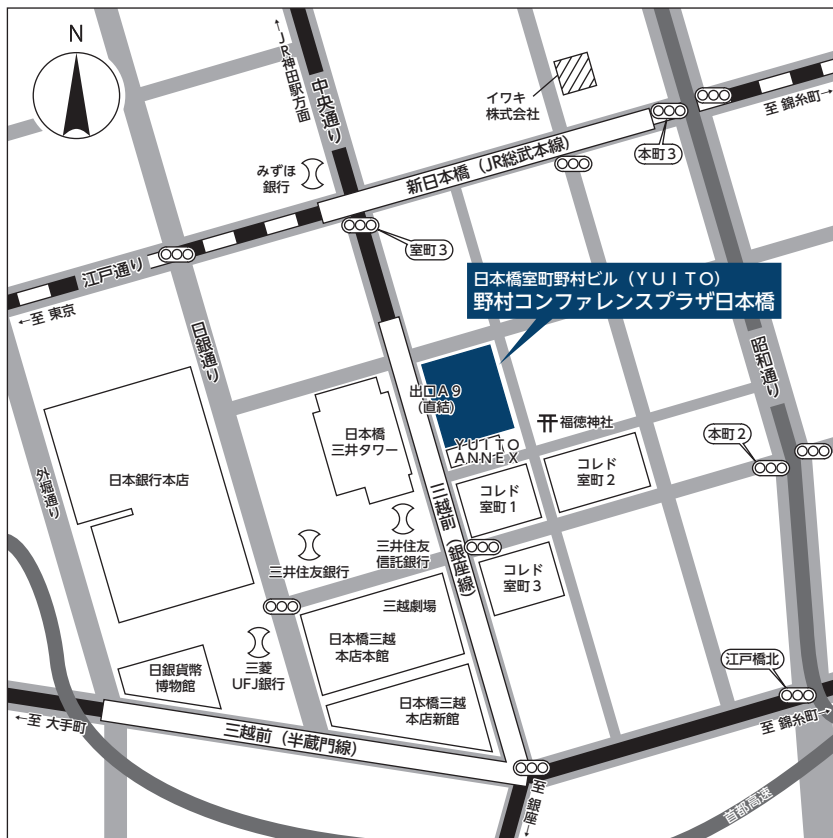 N
←JR神田駅方面
中央通り
イワキ
株式会社
至 錦糸町→
本町3
みずほ
銀行
新日本橋（JR総武本線）
室町3
江戸通り
←至 東京
日本橋室町野村ビル（ＹＵＩＴＯ）
野村コンファレンスプラザ日本橋
日銀通り
昭和通り
出口Ａ９
（直結）
福徳神社
日本橋
三井タワー
ＹＵＩＴＯ
ＡＮＮＥＸ
本町2
コレド
室町2
日本銀行本店
外堀通り
コレド
室町1
三越前（銀座線）
三井住友銀行
三井住友
信託銀行
コレド
室町3
三越劇場
日本橋三越
本店本館
三菱
UFJ銀行
日銀貨幣
博物館
江戸橋北
日本橋三越
本店新館
←至 大手町
三越前（半蔵門線）
至 錦糸町→
至 銀座→
首都高速